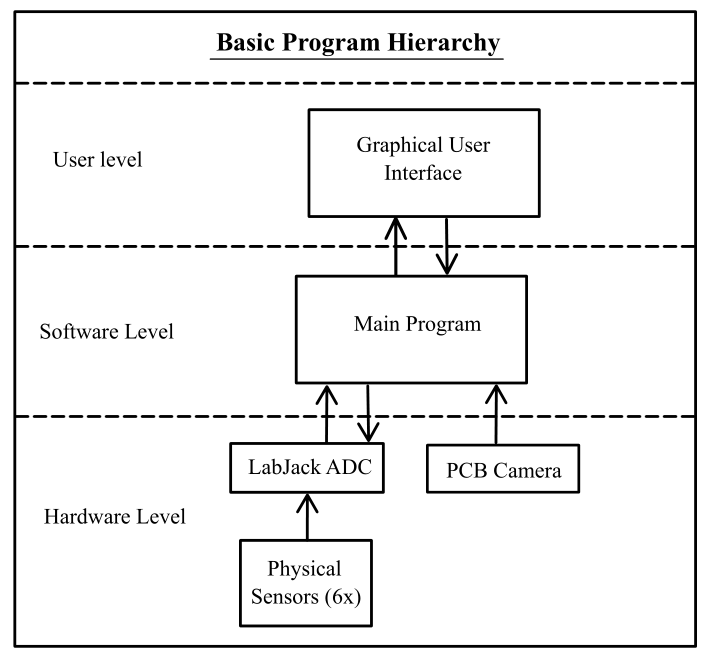 Basic Program Hierarchy
User level
Graphical User
Interface
Software Level
Main Program
LabJack ADC
PCB Camera
Hardware Level
Physical
Sensors (6x)